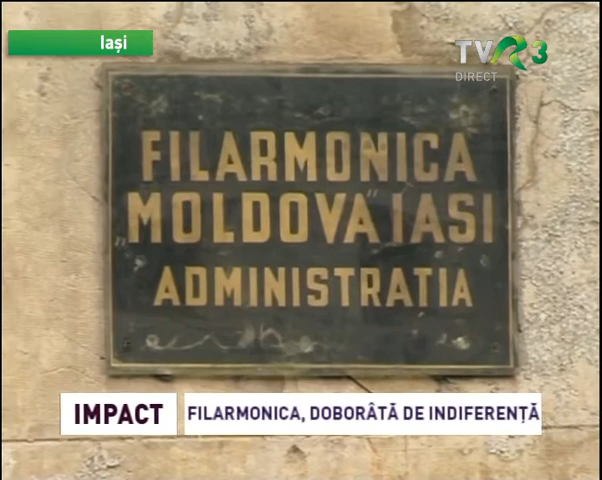 Iași
TVR3
DIRECT
FILARMONICA
„MOLDOVA” IASI
ADMINISTRATIA
IMPACT
FILARMONICA, DOBORÂTĂ DE INDIFERENȚĂ